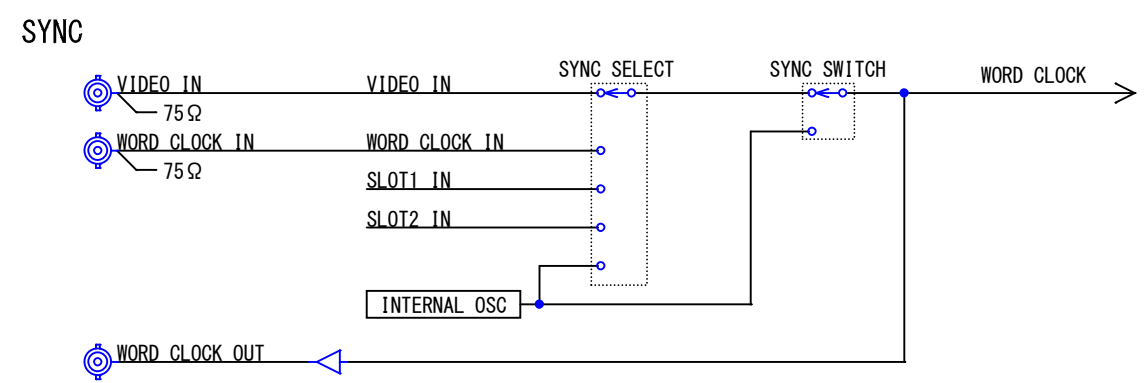 SYNC
SYNC SELECT
SYNC SWITCH
WORD CLOCK
VIDEO IN
VIDEO IN
75Ω
WORD CLOCK IN
WORD CLOCK IN
75Ω
SLOT1 IN
SLOT2 IN
INTERNAL OSC
WORD CLOCK OUT